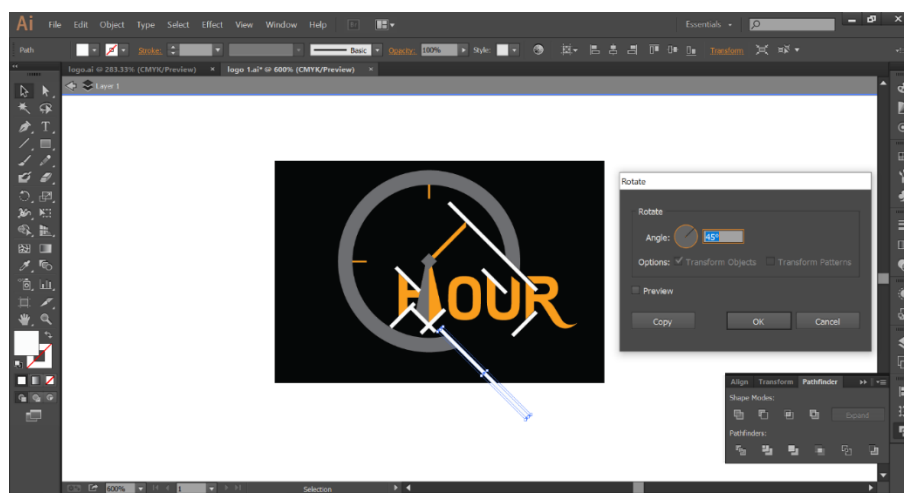 Ai File Edit Object Type Select Effect View Window Help Essentials
Path Stroke: Basic Opacity: 100% Style: Transform
logo.ai @ 283.33% (CMYK/Preview) × logo 1.ai* @ 600% (CMYK/Preview) ×
Layer 1
HOUR
Rotate
Rotate
Angle: 45°
Options: Transform Objects Transform Patterns
Preview
Copy OK Cancel
Align Transform Pathfinder
Shape Modes:
Expand
Pathfinders:
600% 1 Selection